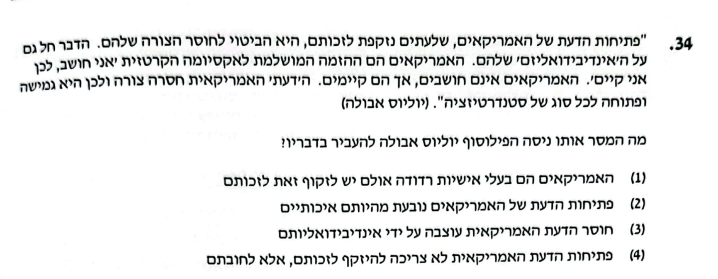 34. "פתיחות הדעת של האמריקאים, שלעתים נזקפת לזכותם, היא הביטוי לחוסר הצורה שלהם. הדבר חל גם
על ה'אינדיבידואליזם' שלהם. האמריקאים הם ההזמה המושלמת לאקסיומה הקרטזית 'אני חושב, לכן
אני קיים'. האמריקאים אינם חושבים, אך הם קיימים. ה'דעת' האמריקאית חסרה צורה ולכן היא גמישה
ופתוחה לכל סוג של סטנדרטיזציה". (יוליוס אבולה)
מה המסר אותו ניסה הפילוסוף יוליוס אבולה להעביר בדבריו?
(1) האמריקאים הם בעלי אישיות רדודה אולם יש לזקוף זאת לזכותם
(2) פתיחות הדעת של האמריקאים נובעת מהיותם איכותיים
(3) חוסר הדעת האמריקאית עוצבה על ידי אינדיבידואליותם
(4) פתיחות הדעת האמריקאית לא צריכה להיזקף לזכותם, אלא לחובתם